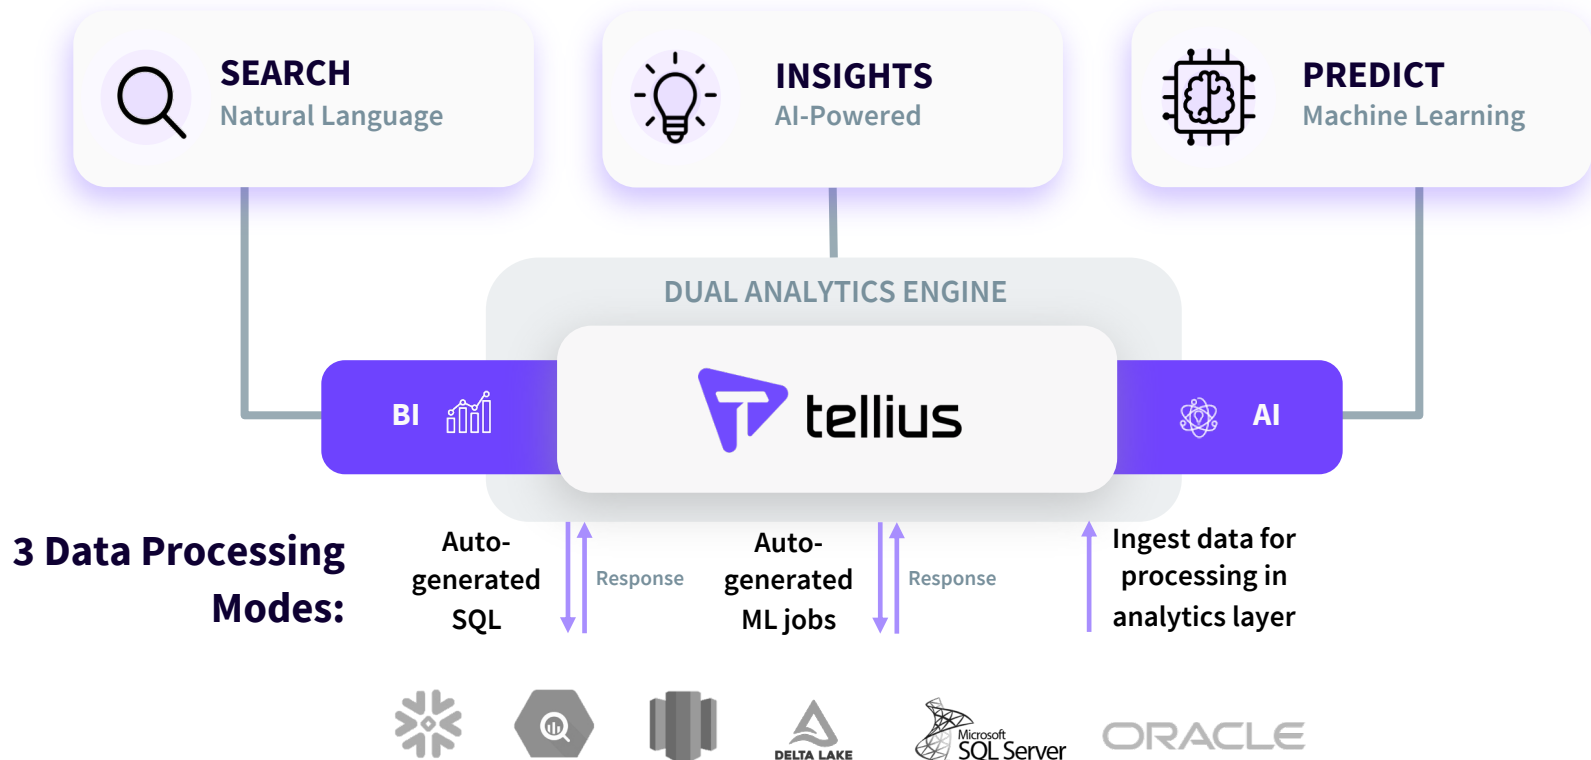 SEARCH
Natural Language
INSIGHTS
AI-Powered
PREDICT
Machine Learning
DUAL ANALYTICS ENGINE
BI
tellius
AI
3 Data Processing
Modes:
Auto-
generated
SQL
Response
Auto-
generated
ML jobs
Response
Ingest data for
processing in
analytics layer
DELTA LAKE
Microsoft
SQL Server
ORACLE